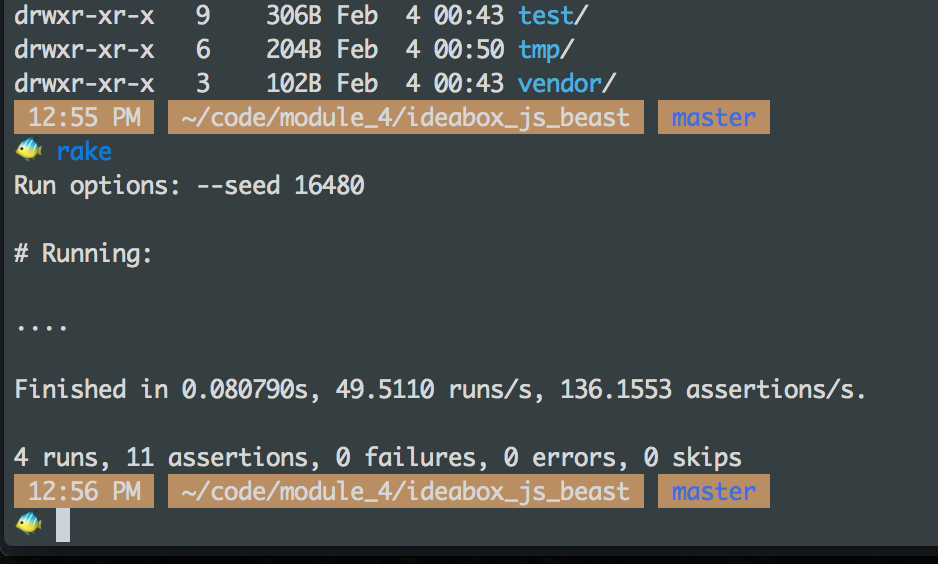 drwxr-xr-x   9    306B Feb  4 00:43 test/
drwxr-xr-x   6    204B Feb  4 00:50 tmp/
drwxr-xr-x   3    102B Feb  4 00:43 vendor/
12:55 PM  ~/code/module_4/ideabox_js_beast  master
🐠 rake
Run options: --seed 16480
# Running:
....
Finished in 0.080790s, 49.5110 runs/s, 136.1553 assertions/s.
4 runs, 11 assertions, 0 failures, 0 errors, 0 skips
12:56 PM  ~/code/module_4/ideabox_js_beast  master
🐠